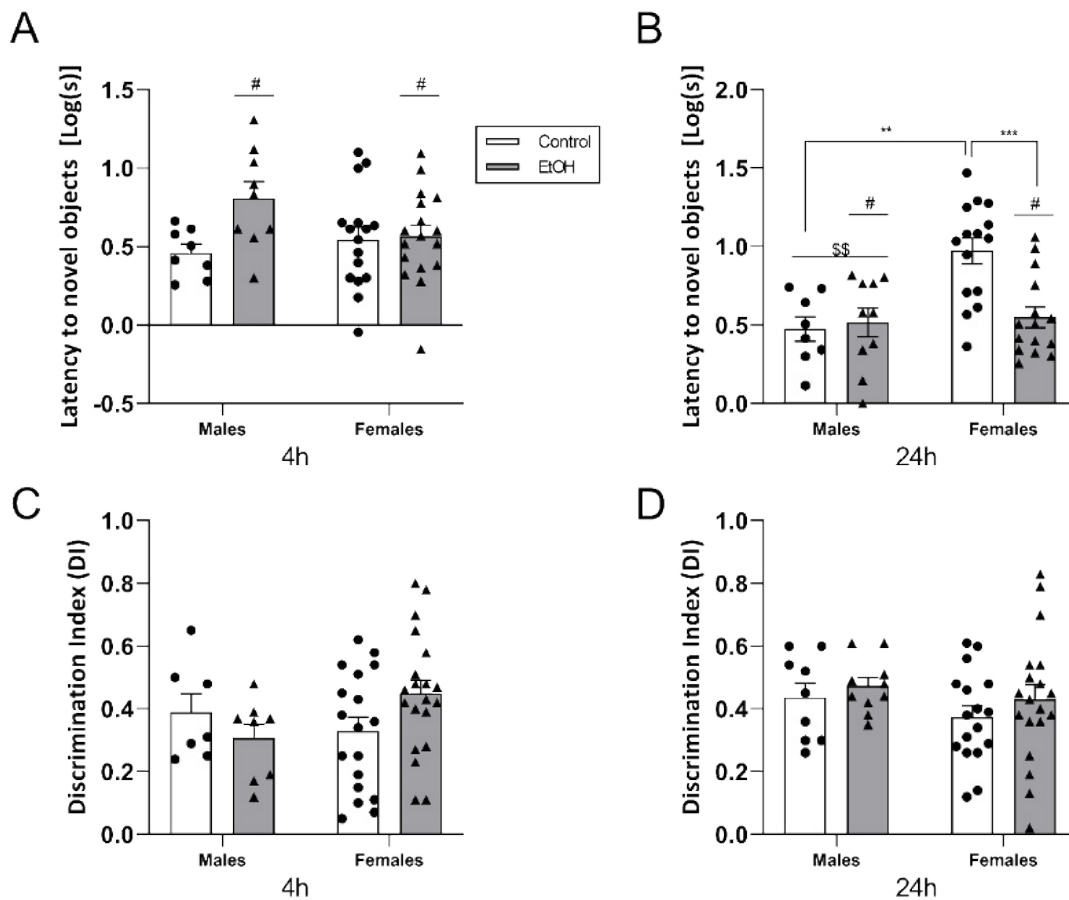 A
Latency to novel objects [Log(s)]
1.5
1.0
0.5
0.0
-0.5
#
#
Males
Females
4h
Control
EtOH
B
Latency to novel objects [Log(s)]
2.0
1.5
1.0
0.5
0.0
**
***
#
#
$$
Males
Females
24h
C
Discrimination Index (DI)
1.0
0.8
0.6
0.4
0.2
0.0
Males
Females
4h
D
Discrimination Index (DI)
1.0
0.8
0.6
0.4
0.2
0.0
Males
Females
24h